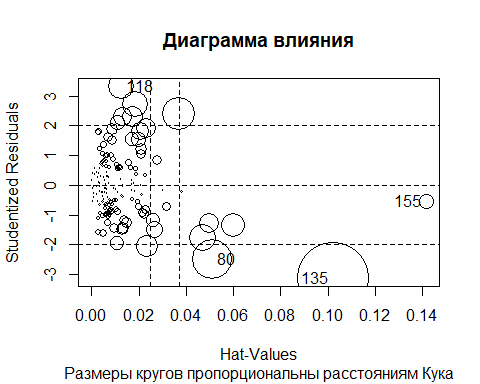 Диаграмма влияния
Studentized Residuals
3
2
1
0
-1
-2
-3
118
155
80
135
0.00 0.02 0.04 0.06 0.08 0.10 0.12 0.14
Hat-Values
Размеры кругов пропорциональны расстояниям Кука